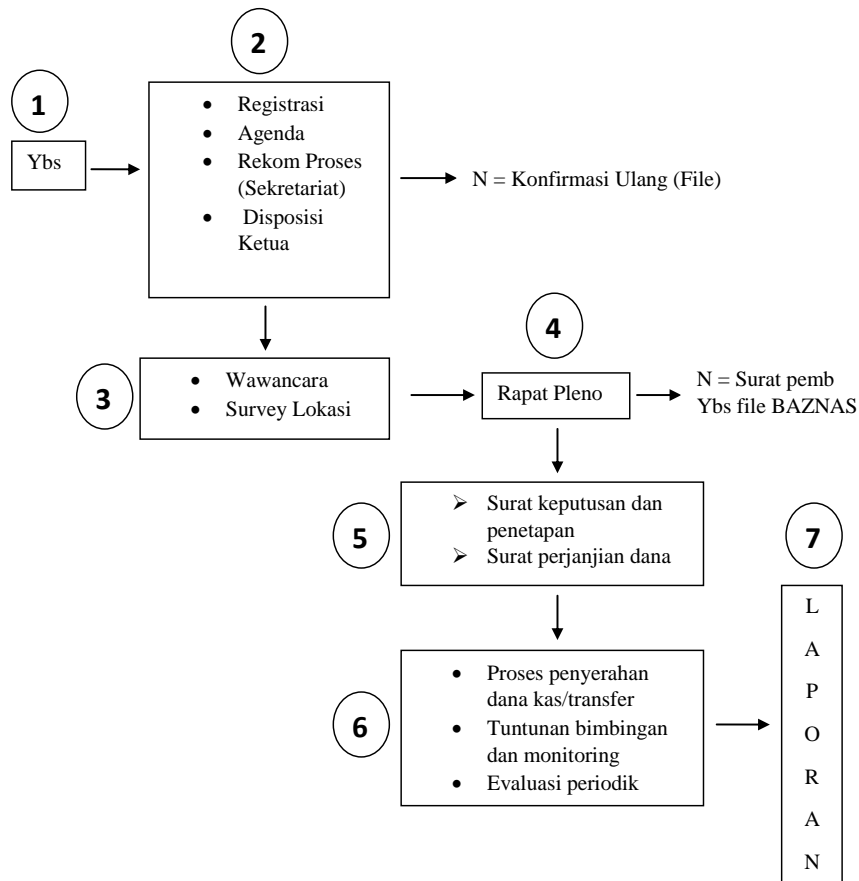 1
Ybs
2
• Registrasi
• Agenda
• Rekom Proses
(Sekretariat)
• Disposisi
Ketua
N = Konfirmasi Ulang (File)
3
• Wawancara
• Survey Lokasi
4
Rapat Pleno
N = Surat pemb
Ybs file BAZNAS
5
➢ Surat keputusan dan
penetapan
➢ Surat perjanjian dana
6
• Proses penyerahan
dana kas/transfer
• Tuntunan bimbingan
dan monitoring
• Evaluasi periodik
7
L
A
P
O
R
A
N